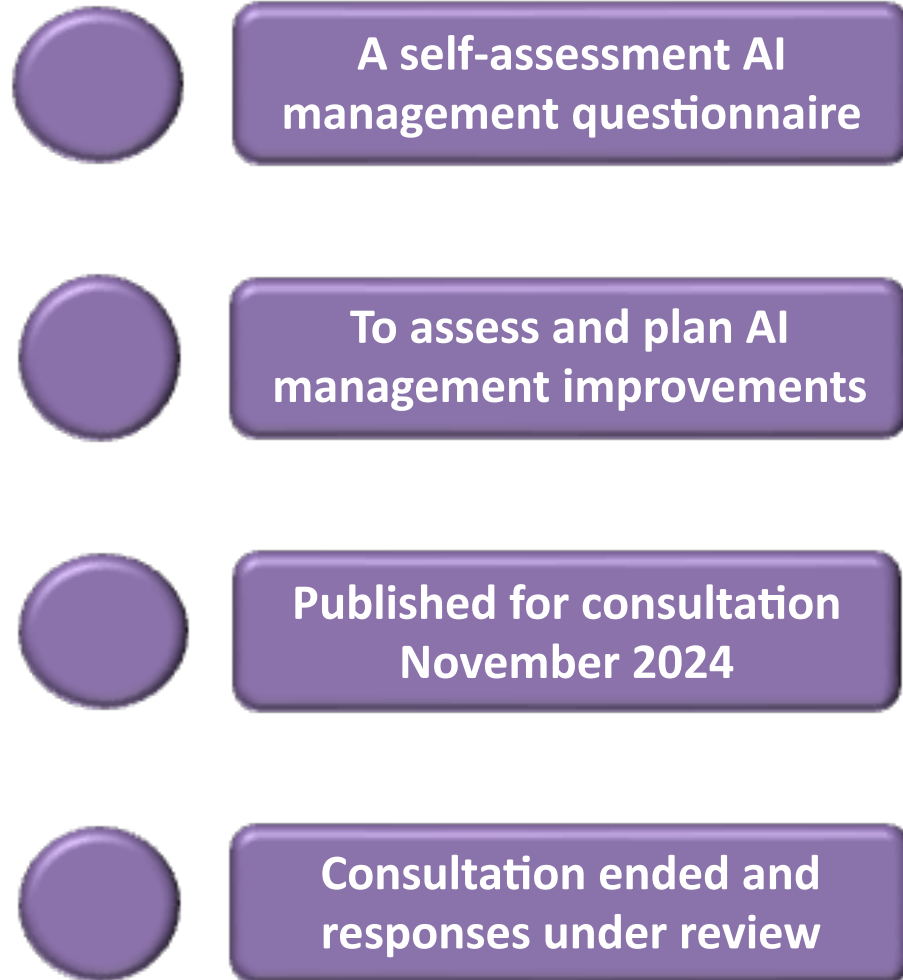 A self-assessment AI
management questionnaire
To assess and plan AI
management improvements
Published for consultation
November 2024
Consultation ended and
responses under review